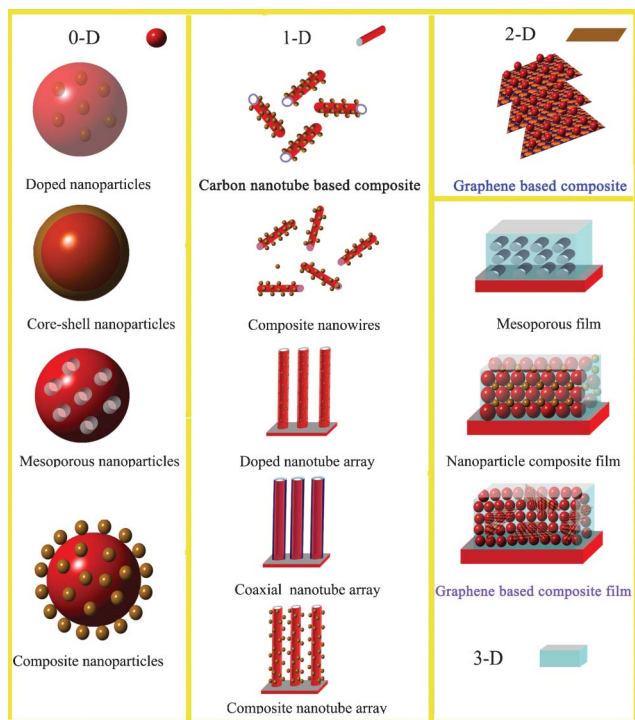 0-D
Doped nanoparticles
Core-shell nanoparticles
Mesoporous nanoparticles
Composite nanoparticles
1-D
Carbon nanotube based composite
Composite nanowires
Doped nanotube array
Coaxial nanotube array
Composite nanotube array
2-D
Graphene based composite
Mesoporous film
Nanoparticle composite film
Graphene based composite film
3-D